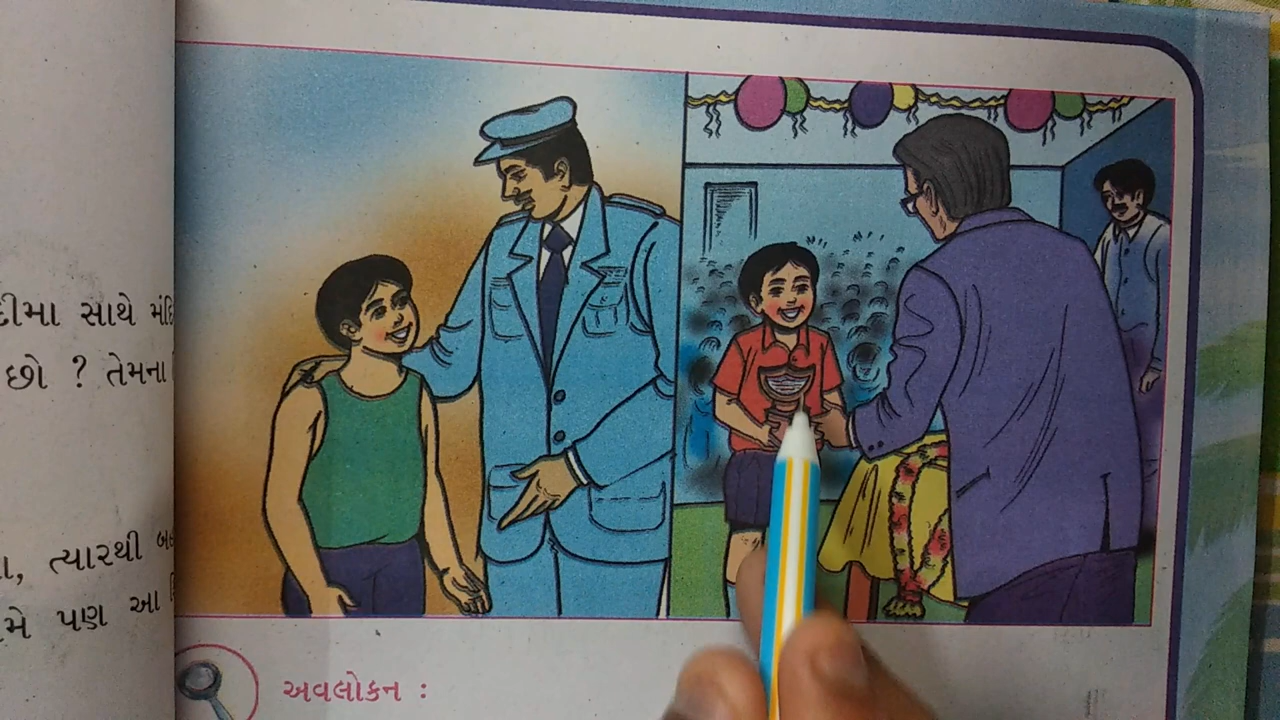 દીમા સાથે
છો ? તેમના
ત્યારથી
પણ આ
અવલોકન :